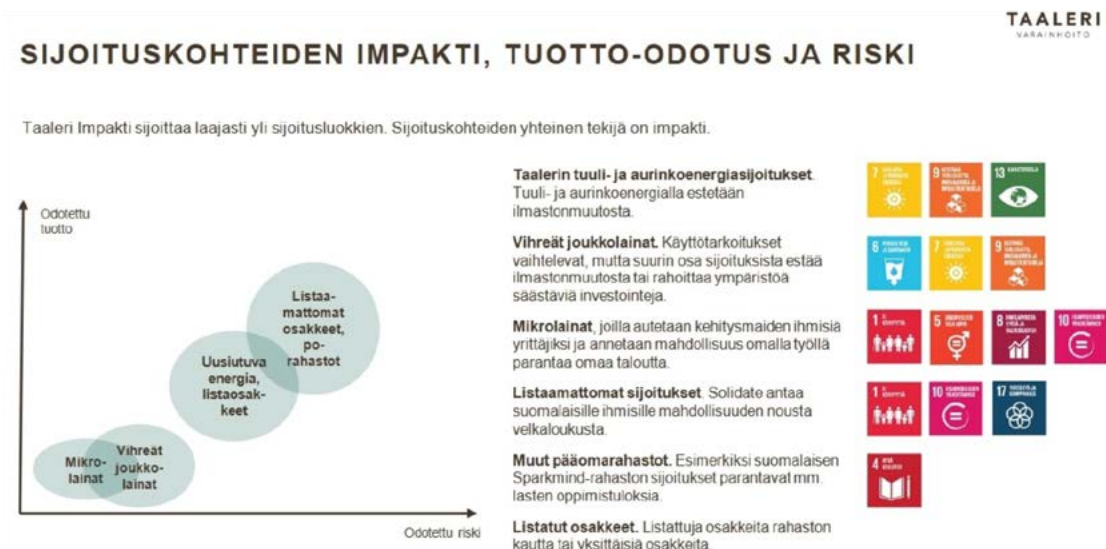 TAALERI
VARAINHOITO
SIJOITUSKOHTEIDEN IMPAKTI, TUOTTO-ODOTUS JA RISKI
Taaleri Impakti sijoittaa laajasti yli sijoitusluokkien. Sijoituskohteiden yhteinen tekijä on impakti.
Odotettu
tuotto
Listaa-
mattomat
osakkeet,
po-
rahastot
Uusiutuva
energia,
listaosak-
keet
Mikro-
lainat
Vihreät
joukko-
lainat
Odotettu riski
Taalerin tuuli- ja aurinkoenergiasijoitukset.
Tuuli- ja aurinkoenergialla estetään
ilmastonmuutosta.
7
9
13
Vihreät joukkolainat. Käyttötarkoitukset
vaihtelevat, mutta suurin osa sijoituksista estää
ilmastonmuutosta tai rahoittaa ympäristöä
säästäviä investointeja.
6
7
9
Mikrolainat, joilla autetaan kehitysmaiden ihmisiä
yrittäjiksi ja annetaan mahdollisuus omalla työllä
parantaa omaa taloutta.
1
5
8
10
Listaamattomat sijoitukset. Solidate antaa
suomalaisille ihmisille mahdollisuuden nousta
velkaloukusta.
1
10
17
Muut pääomarahastot. Esimerkiksi suomalaisen
Sparkmind-rahaston sijoitukset parantavat mm.
lasten oppimistuloksia.
4
Listatut osakkeet. Listattuja osakkeita rahaston
kautta tai yksittäisiä osakkeita.